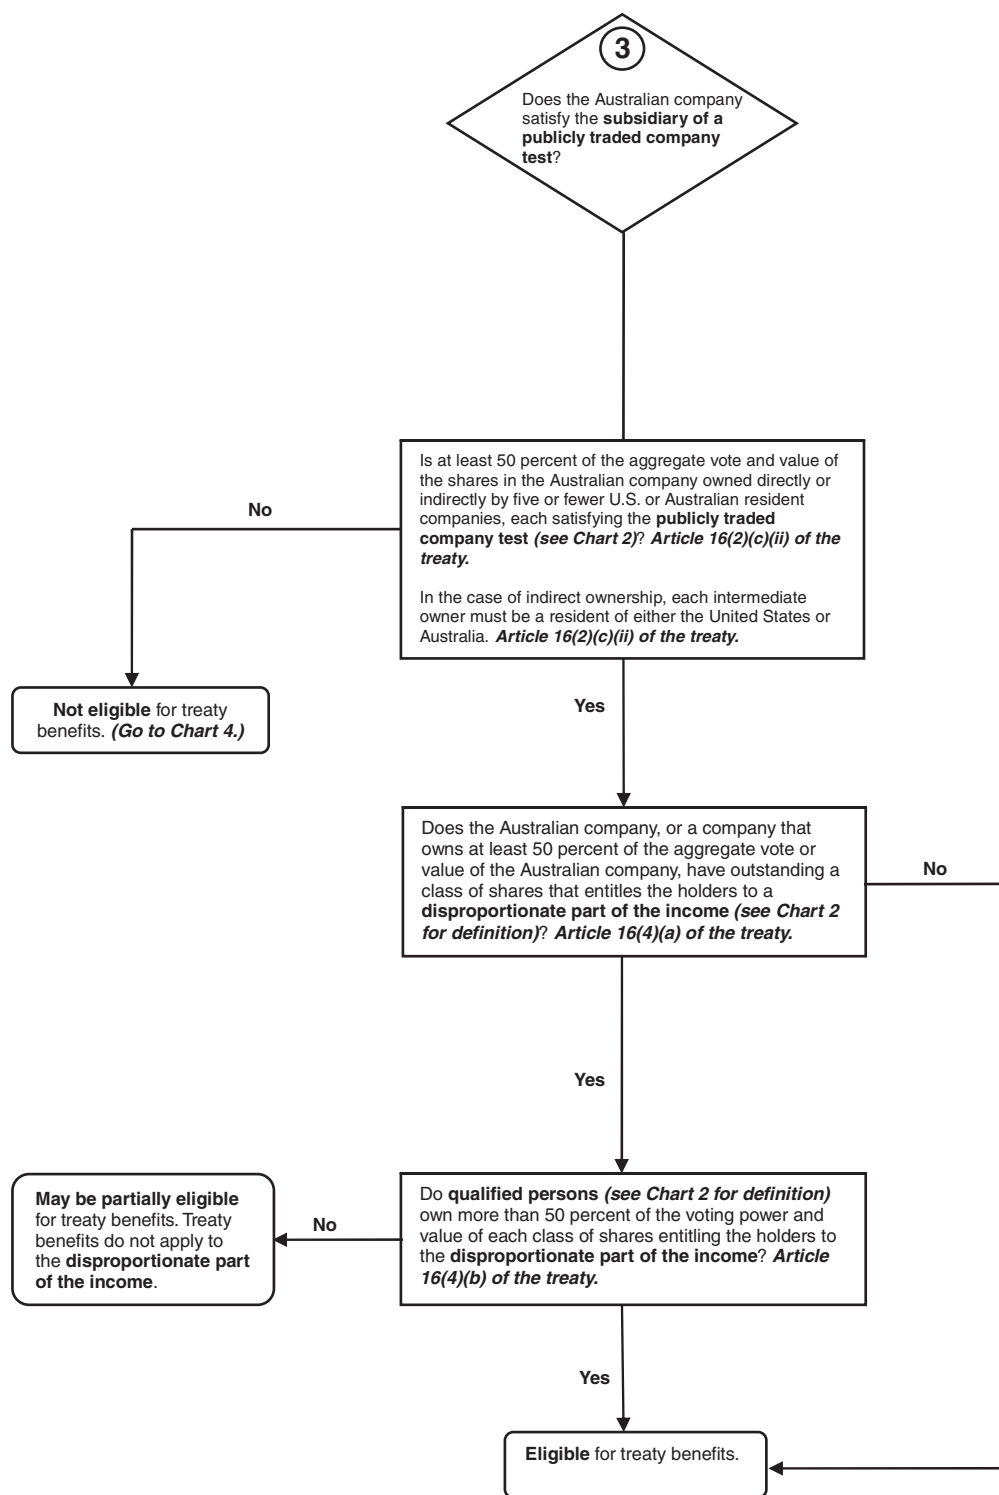 3
Does the Australian company
satisfy the subsidiary of a
publicly traded company
test?
Is at least 50 percent of the aggregate vote and value of
the shares in the Australian company owned directly or
indirectly by five or fewer U.S. or Australian resident
companies, each satisfying the publicly traded
company test (see Chart 2)? Article 16(2)(c)(ii) of the
treaty.
In the case of indirect ownership, each intermediate
owner must be a resident of either the United States or
Australia. Article 16(2)(c)(ii) of the treaty.
No
Not eligible for treaty
benefits. (Go to Chart 4.)
Yes
Does the Australian company, or a company that
owns at least 50 percent of the aggregate vote or
value of the Australian company, have outstanding a
class of shares that entitles the holders to a
disproportionate part of the income (see Chart 2
for definition)? Article 16(4)(a) of the treaty.
No
Yes
Do qualified persons (see Chart 2 for definition)
own more than 50 percent of the voting power and
value of each class of shares entitling the holders to
the disproportionate part of the income? Article
16(4)(b) of the treaty.
No
May be partially eligible
for treaty benefits. Treaty
benefits do not apply to
the disproportionate part
of the income.
Yes
Eligible for treaty benefits.